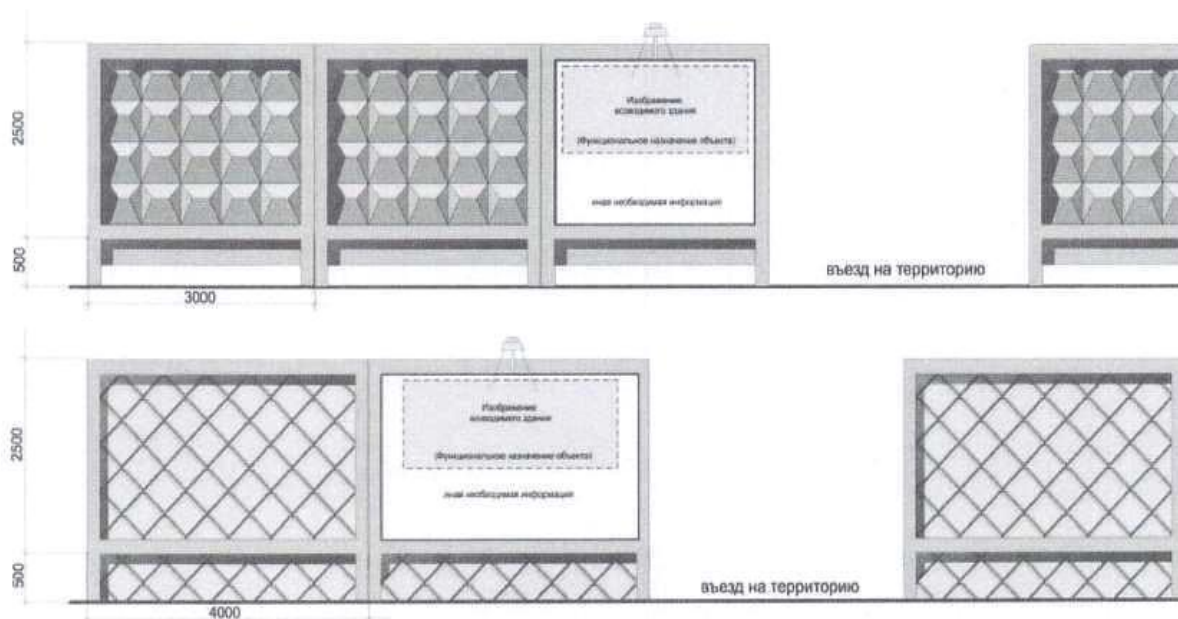 2500
500
3000
Изображение
возводимого здания
(Функциональное назначение объекта)
иная необходимая информация
въезд на территорию
2500
500
4000
Изображение
возводимого здания
(Функциональное назначение объекта)
иная необходимая информация
въезд на территорию